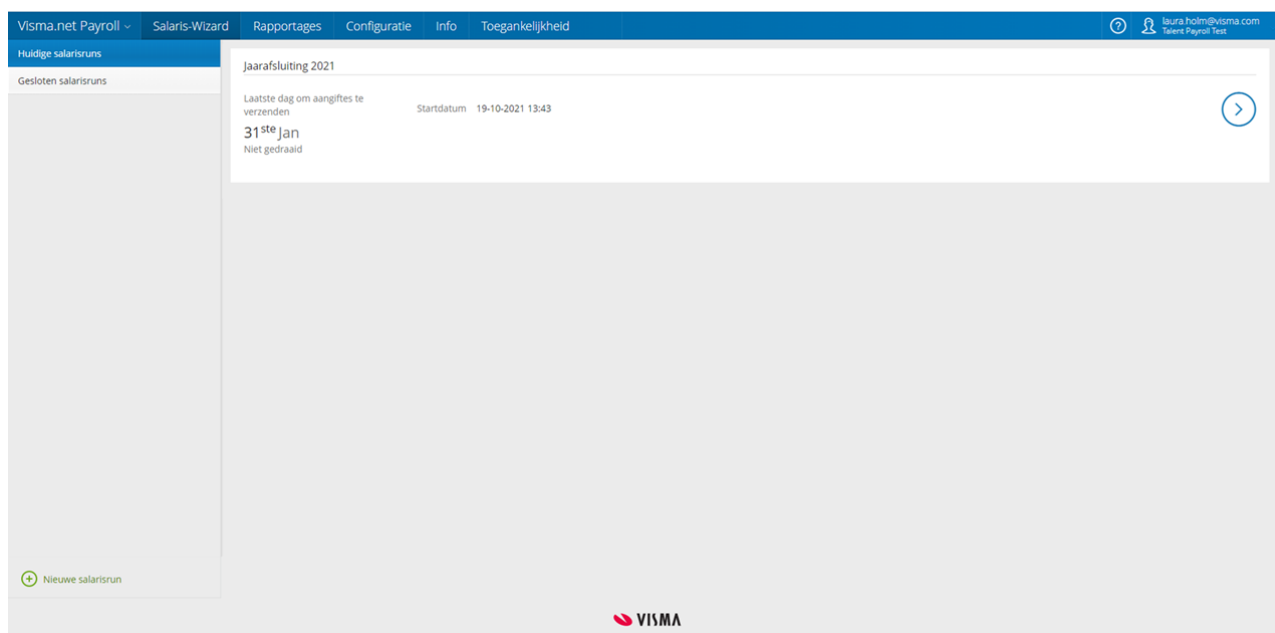 Visma.net Payroll Salaris-Wizard Rapportages Configuratie Info Toegankelijkheid
laura.holm@visma.com
Talent Payroll Test
Huidige salarisruns
Gesloten salarisruns
Jaarafsluiting 2021
Laatste dag om aangiftes te
verzenden
Startdatum 19-10-2021 13:43
31ste Jan
Niet gedraaid
Nieuwe salarisrun
VISMA